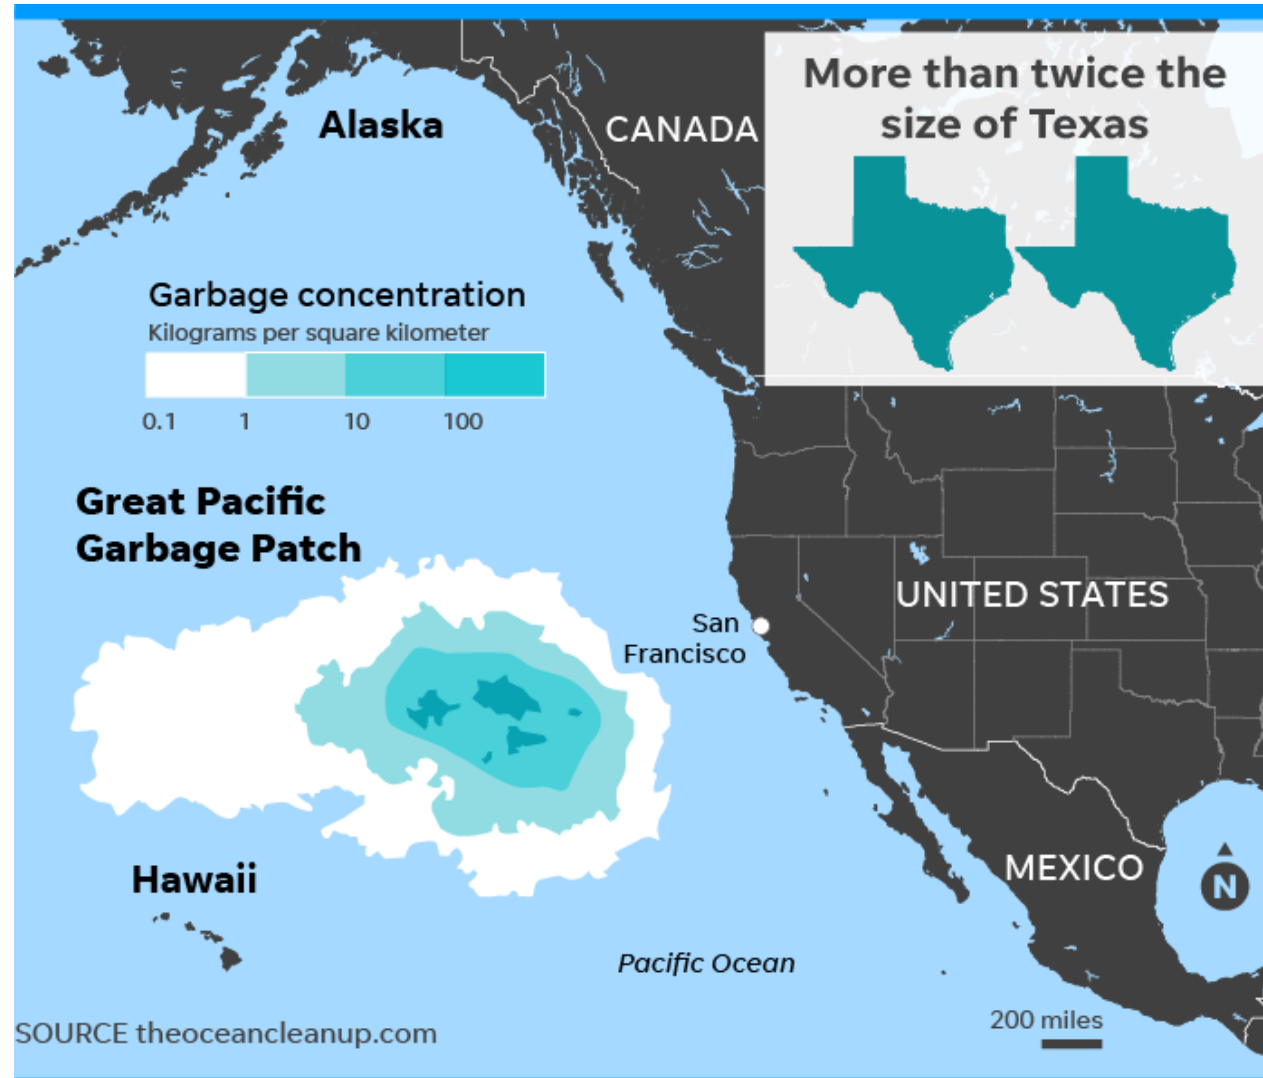 More than twice the
size of Texas
Alaska
CANADA
Garbage concentration
Kilograms per square kilometer
0.1 1 10 100
Great Pacific
Garbage Patch
San
Francisco
UNITED STATES
MEXICO
N
Hawaii
Pacific Ocean
200 miles
SOURCE theoceancleanup.com